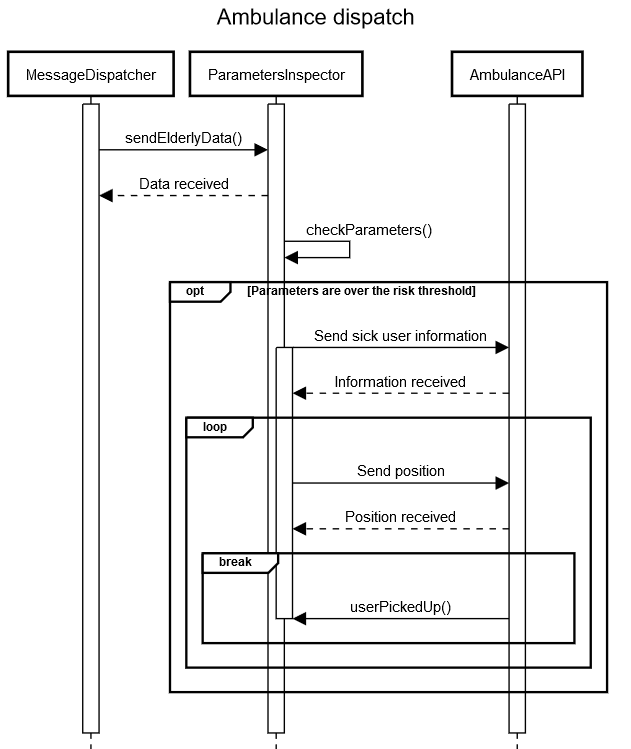 Ambulance dispatch
MessageDispatcher
ParametersInspector
AmbulanceAPI
sendElderlyData()
Data received
checkParameters()
opt
[Parameters are over the risk threshold]
Send sick user information
Information received
loop
Send position
Position received
break
userPickedUp()